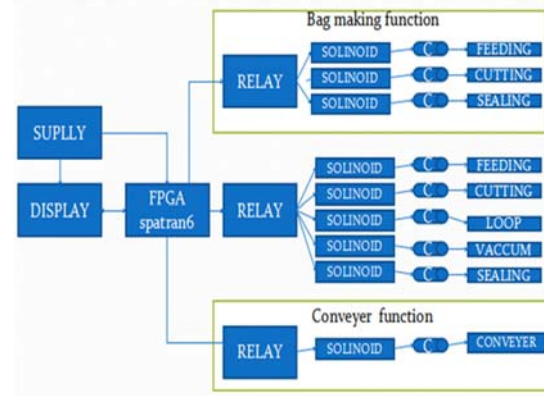 Bag making function
RELAY
SOLINOID
C
FEEDING
SOLINOID
C
CUTTING
SOLINOID
C
SEALING
SUPLLY
DISPLAY
FPGA
spatran6
RELAY
SOLINOID
C
FEEDING
SOLINOID
C
CUTTING
SOLINOID
C
LOOP
SOLINOID
C
VACCUM
SOLINOID
C
SEALING
Conveyer function
RELAY
SOLINOID
C
CONVEYER